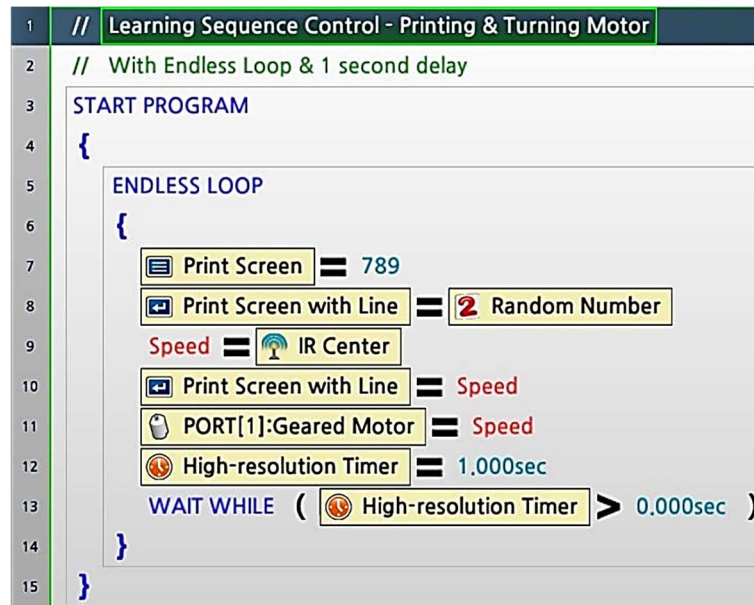 1 // Learning Sequence Control - Printing & Turning Motor
2 // With Endless Loop & 1 second delay
3 START PROGRAM
4 {
5 ENDLESS LOOP
6 {
7 Print Screen = 789
8 Print Screen with Line = 2 Random Number
9 Speed = IR Center
10 Print Screen with Line = Speed
11 PORT[1]:Geared Motor = Speed
12 High-resolution Timer = 1.000sec
13 WAIT WHILE ( High-resolution Timer > 0.000sec )
14 }
15 }